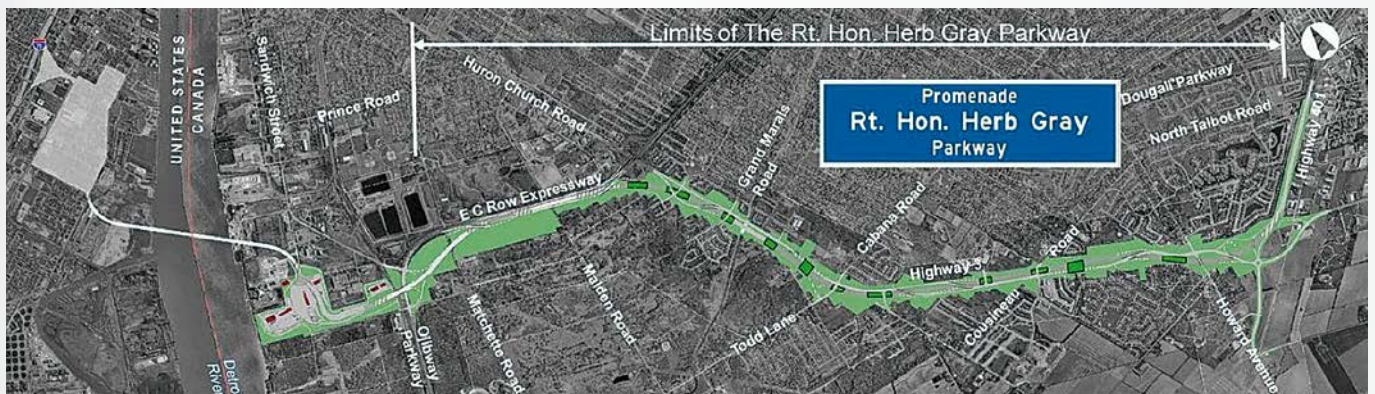 Limits of The Rt. Hon. Herb Gray Parkway
Promenade
Rt. Hon. Herb Gray
Parkway
75
UNITED STATES
CANADA
Sandwich Street
Prince Road
Huron Church Road
Grand Marais
Road
Cabana Road
Dougall Parkway
North Talbot Road
Highway 401
E C Row Expressway
Highway 3
Ojibway
Parkway
Matchette Road
Malden Road
Todd Lane
Cousineau
Road
Howard Avenue
Detroit
River